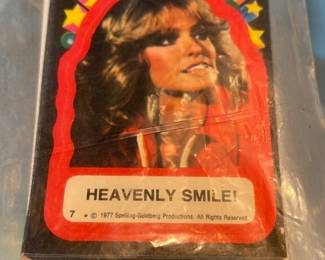 HEAVENLY SMILE!
7 * © 1977 Spelling-Goldberg Productions. All Rights Reserved.